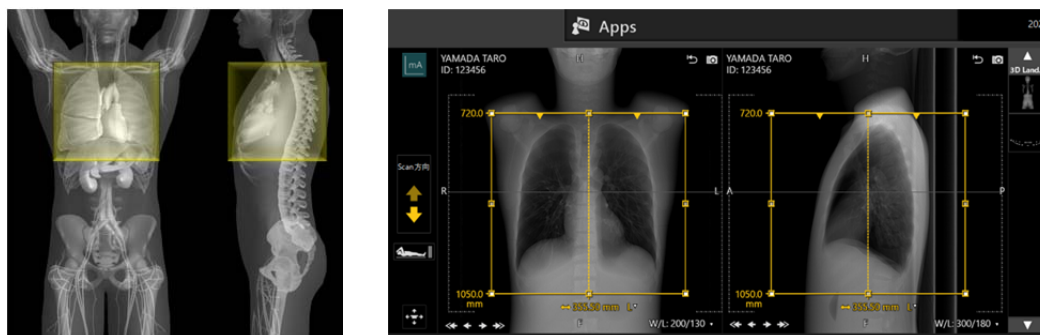 Apps
202
mA
YAMADA TARO
ID: 123456
H
YAMADA TARO
ID: 123456
H
3D Land.
720.0
720.0
Scan方向
R
L
A
P
1050.0
mm
1050.0
mm
F
W/L: 200/130
F
W/L: 300/180